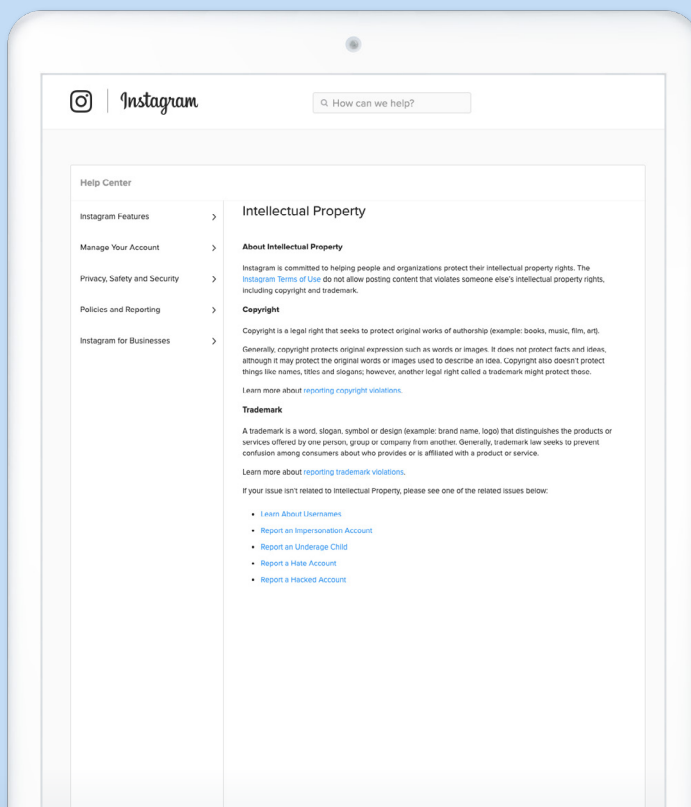 Instagram
How can we help?
Help Center
Instagram Features
Manage Your Account
Privacy, Safety and Security
Policies and Reporting
Instagram for Businesses
Intellectual Property
About Intellectual Property
Instagram is committed to helping people and organizations protect their intellectual property rights. The
Instagram Terms of Use do not allow posting content that violates someone else's intellectual property rights,
including copyright and trademark.
Copyright
Copyright is a legal right that seeks to protect original works of authorship (example: books, music, film, art).
Generally, copyright protects original expression such as words or images. It does not protect facts and ideas,
although it may protect the original words or images used to describe an idea. Copyright also doesn't protect
things like names, titles and slogans; however, another legal right called a trademark might protect those.
Learn more about reporting copyright violations.
Trademark
A trademark is a word, slogan, symbol or design (example: brand name, logo) that distinguishes the products or
services offered by one person, group or company from another. Generally, trademark law seeks to prevent
confusion among consumers about who provides or is affiliated with a product or service.
Learn more about reporting trademark violations.
If your issue isn't related to Intellectual Property, please see one of the related issues below:
• Learn About Usernames
• Report an Impersonation Account
• Report an Underage Child
• Report a Hate Account
• Report a Hacked Account